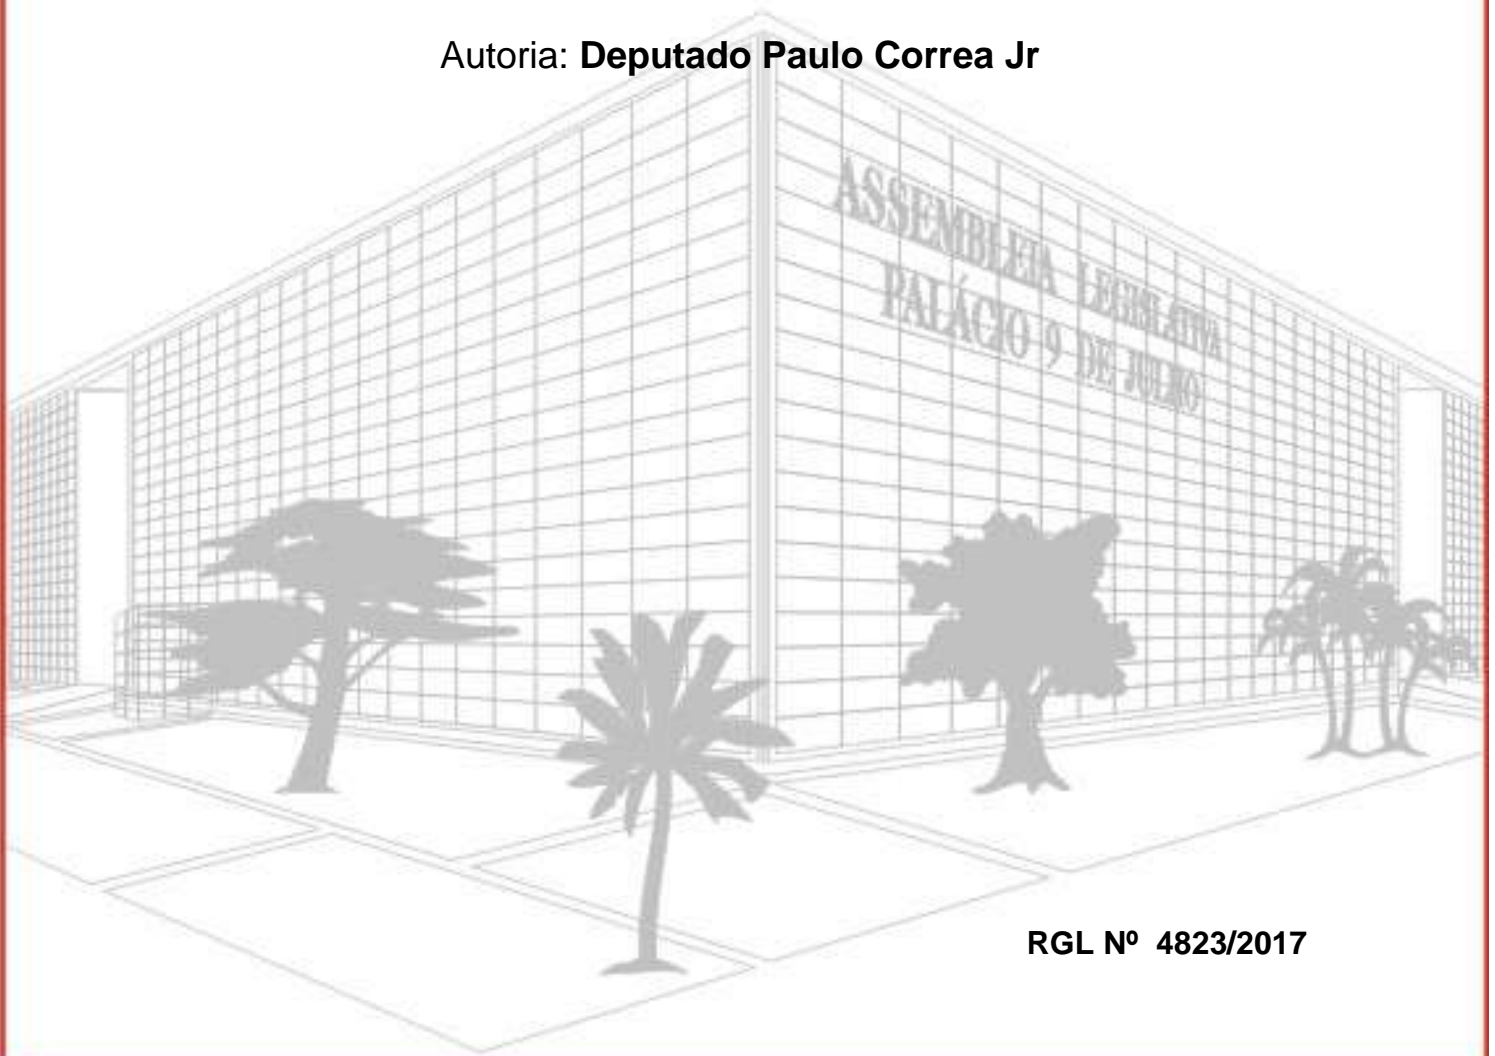 Autoria: Deputado Paulo Correa Jr
ASSEMBLEIA LEGISLATIVA
PALÁCIO 9 DE JULHO
RGL Nº 4823/2017